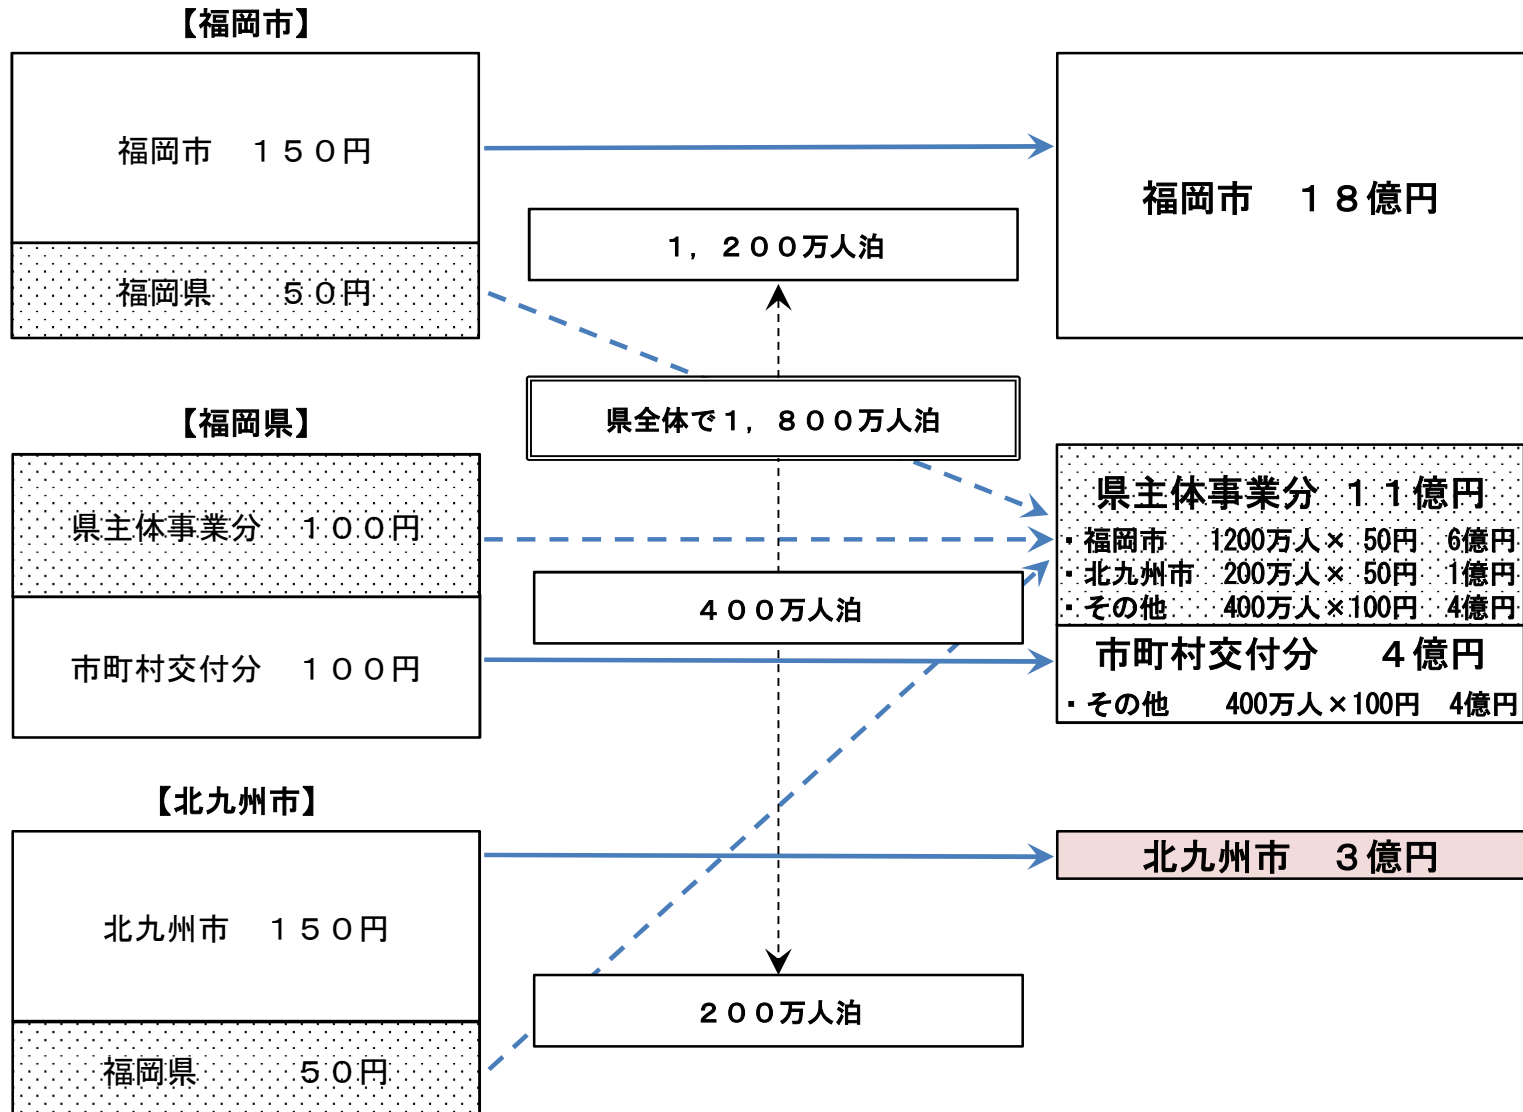 【福岡市】
福岡市　１５０円
福岡県　　５０円
１，２００万人泊
福岡市　１８億円
県全体で１，８００万人泊
【福岡県】
県主体事業分　１００円
市町村交付分　１００円
４００万人泊
県主体事業分　１１億円
・福岡市　1200万人×　50円　6億円
・北九州市　200万人×　50円　1億円
・その他　　400万人×100円　4億円
市町村交付分　　４億円
・その他　　400万人×100円　4億円
【北九州市】
北九州市　１５０円
福岡県　　　５０円
２００万人泊
北九州市　３億円